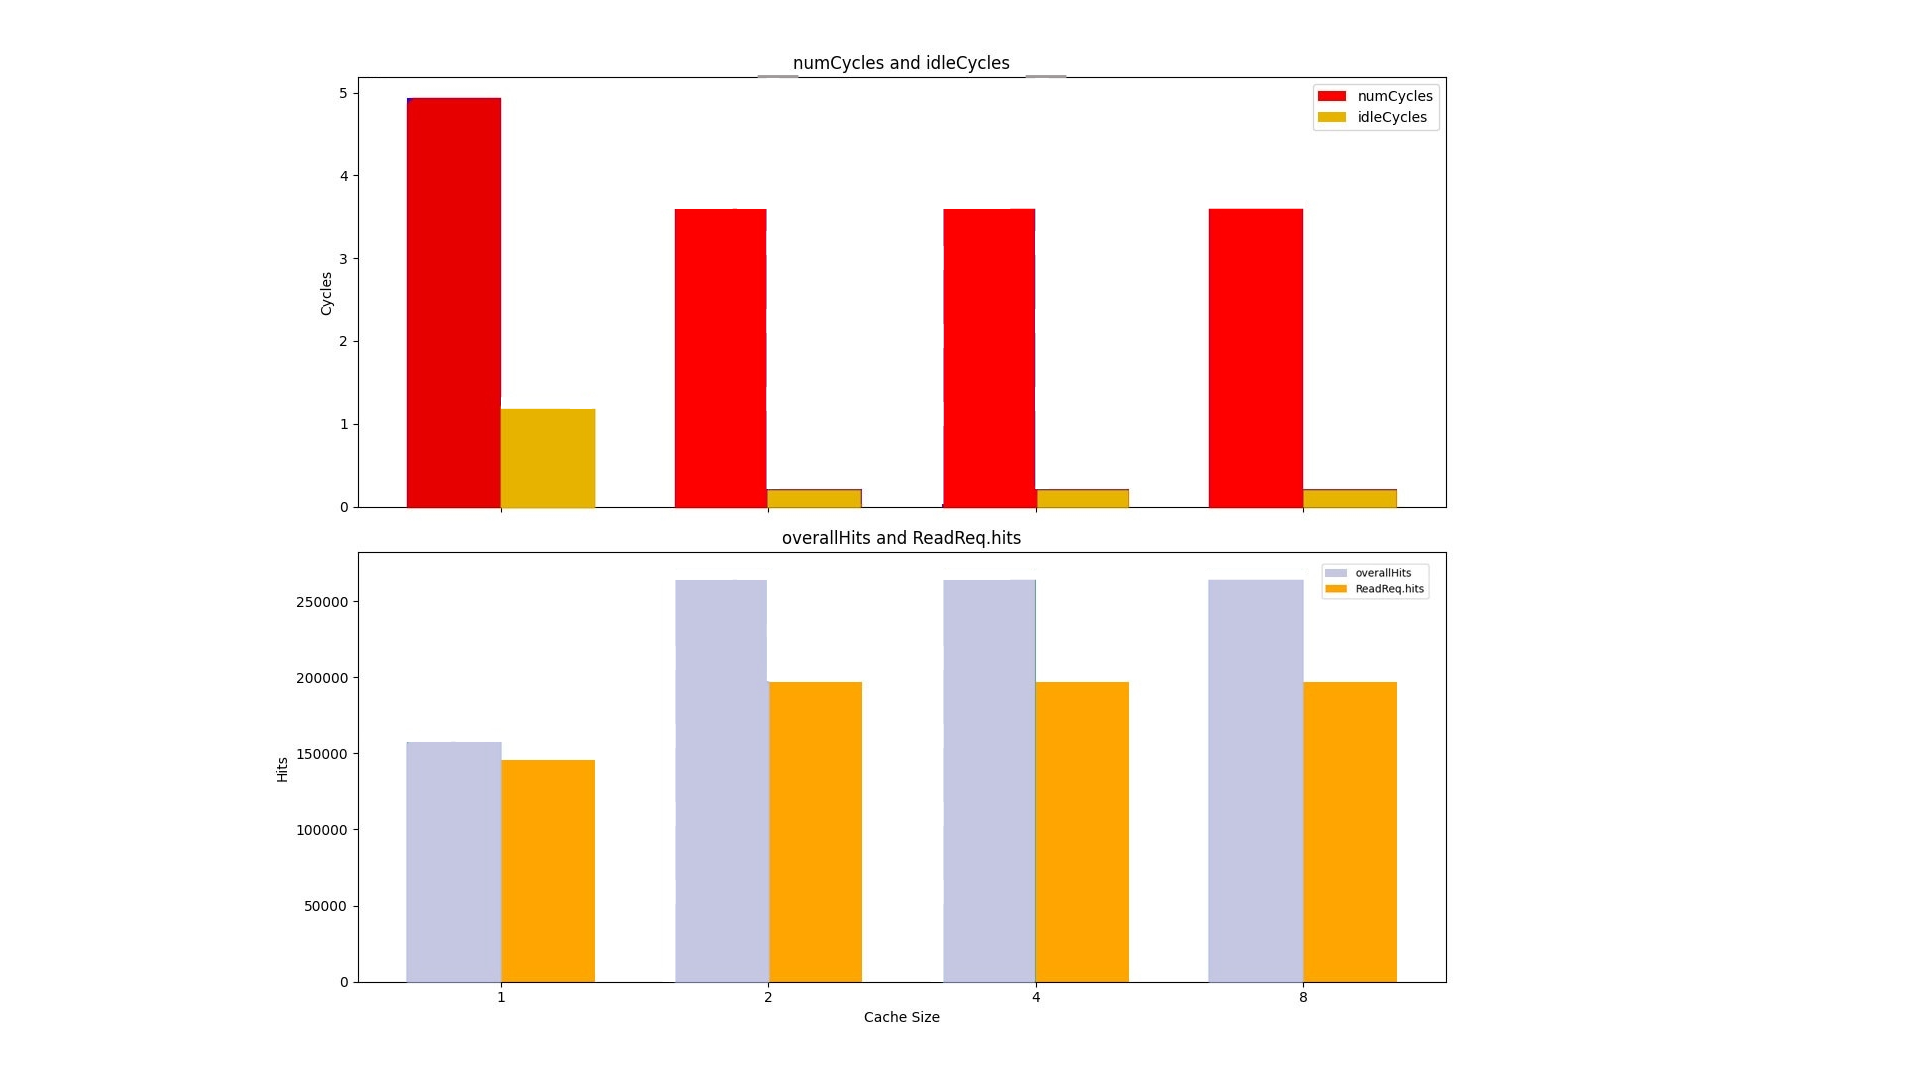 numCycles and idleCycles
5
4
3
2
1
0
Cycles
numCycles
idleCycles
overallHits and ReadReq.hits
250000
200000
150000
100000
50000
0
Hits
overallHits
ReadReq.hits
1 2 4 8
Cache Size